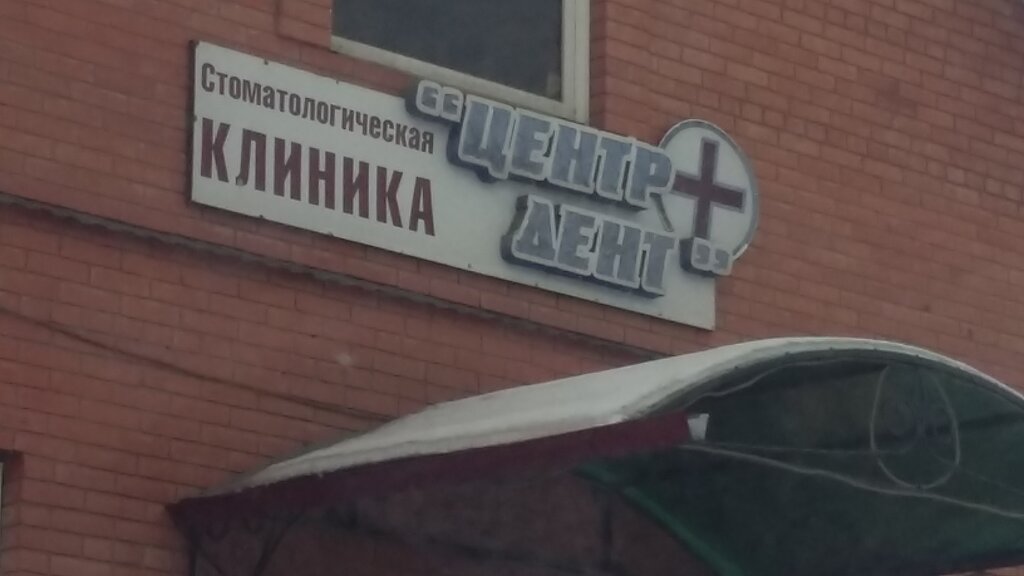 Стоматологическая
КЛИНИКА
“ЦЕНТР
ДЕНТ”